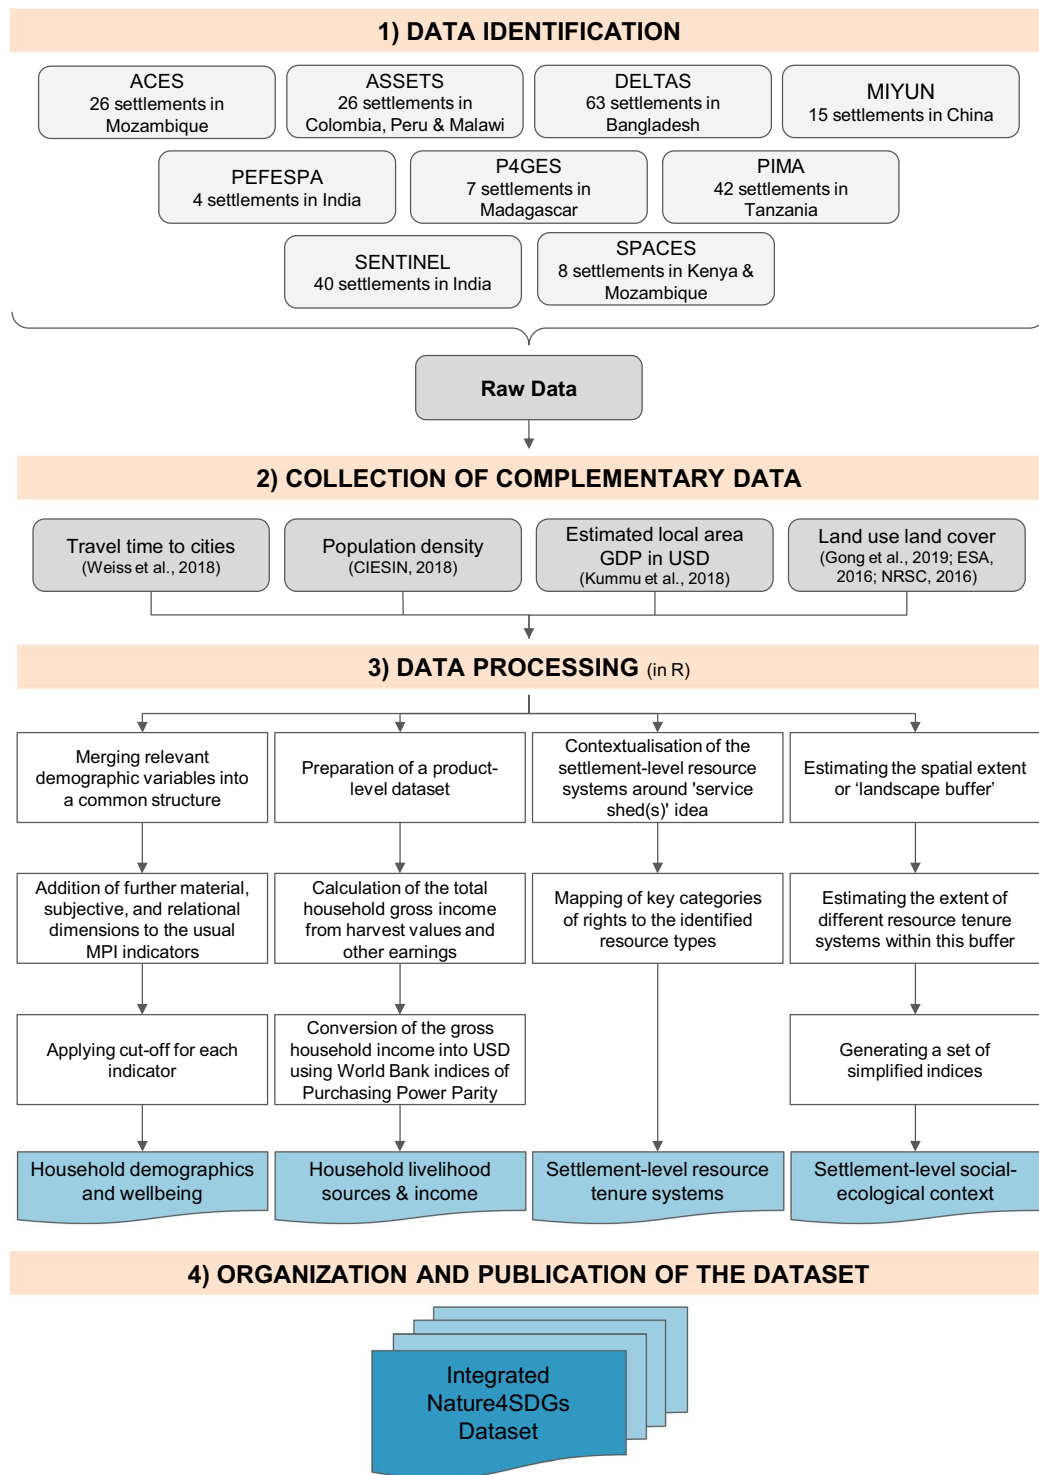 1) DATA IDENTIFICATION
ACES
26 settlements in
Mozambique
ASSETS
26 settlements in
Colombia, Peru & Malawi
DELTAS
63 settlements in
Bangladesh
MIYUN
15 settlements in China
PEFESPA
4 settlements in India
P4GES
7 settlements in
Madagascar
PIMA
42 settlements in
Tanzania
SENTINEL
40 settlements in India
SPACES
8 settlements in Kenya &
Mozambique
Raw Data
2) COLLECTION OF COMPLEMENTARY DATA
Travel time to cities
(Weiss et al., 2018)
Population density
(CIESIN, 2018)
Estimated local area
GDP in USD
(Kummu et al., 2018)
Land use land cover
(Gong et al., 2019; ESA,
2016; NRSC, 2016)
3) DATA PROCESSING (in R)
Merging relevant
demographic variables into
a common structure
Preparation of a product-
level dataset
Contextualisation of the
settlement-level resource
systems around 'service
shed(s)' idea
Estimating the spatial extent
or ‘landscape buffer’
Addition of further material,
subjective, and relational
dimensions to the usual
MPI indicators
Calculation of the total
household gross income
from harvest values and
other earnings
Mapping of key categories
of rights to the identified
resource types
Estimating the extent of
different resource tenure
systems within this buffer
Applying cut-off for each
indicator
Conversion of the gross
household income into USD
using World Bank indices of
Purchasing Power Parity
Generating a set of
simplified indices
Household demographics
and wellbeing
Household livelihood
sources & income
Settlement-level resource
tenure systems
Settlement-level social-
ecological context
4) ORGANIZATION AND PUBLICATION OF THE DATASET
Integrated
Nature4SDGs
Dataset